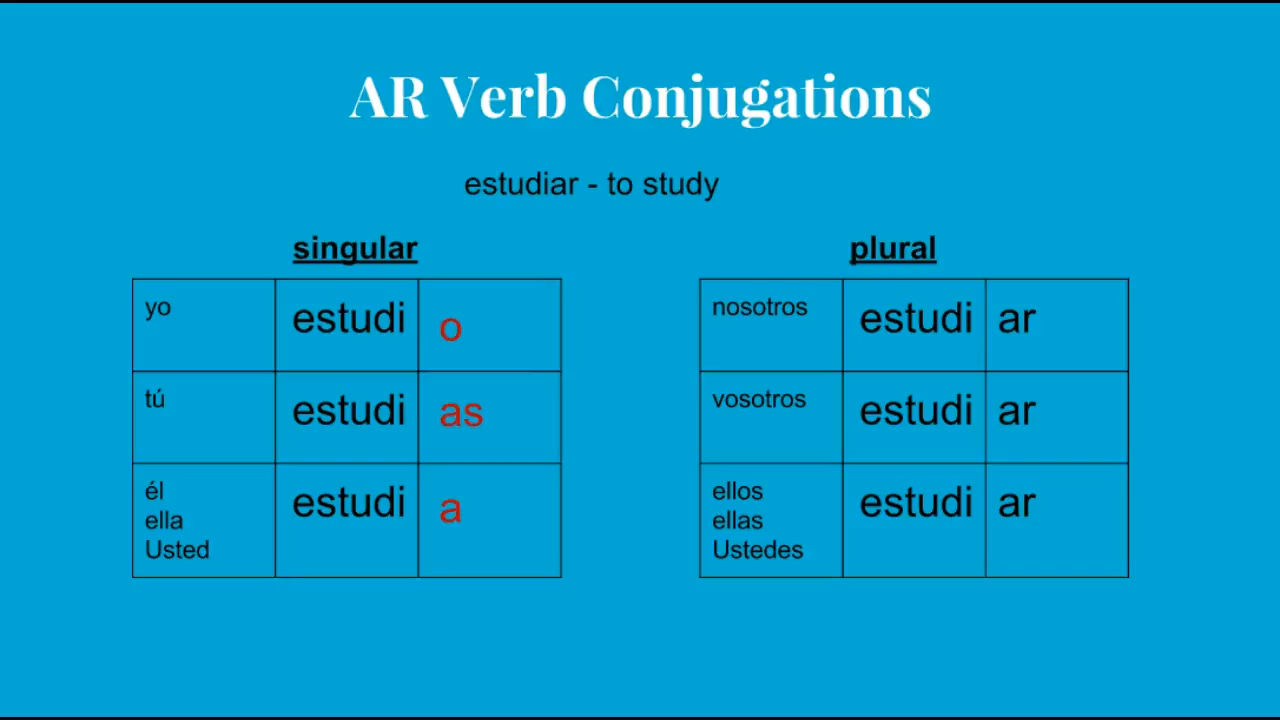 AR Verb Conjugations
estudiar - to study
singular
yo estudi o
tú estudi as
él estudi a
ella
Usted
plural
nosotros estudi ar
vosotros estudi ar
ellos estudi ar
ellas
Ustedes